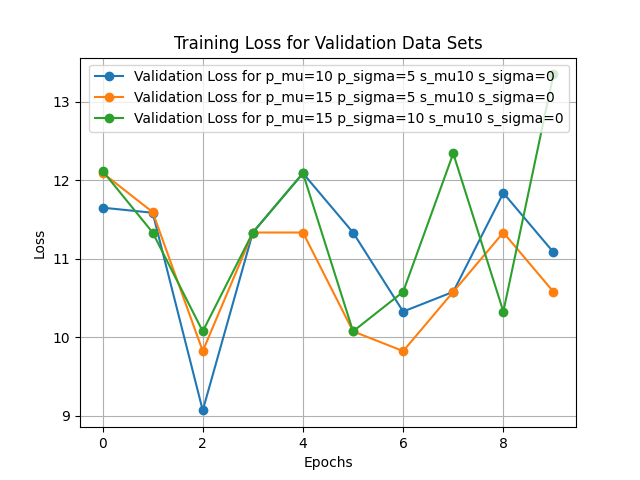 Training Loss for Validation Data Sets
Validation Loss for p_mu=10 p_sigma=5 s_mu10 s_sigma=0
Validation Loss for p_mu=15 p_sigma=5 s_mu10 s_sigma=0
Validation Loss for p_mu=15 p_sigma=10 s_mu10 s_sigma=0
13
12
11
10
9
Loss
0 2 4 6 8
Epochs